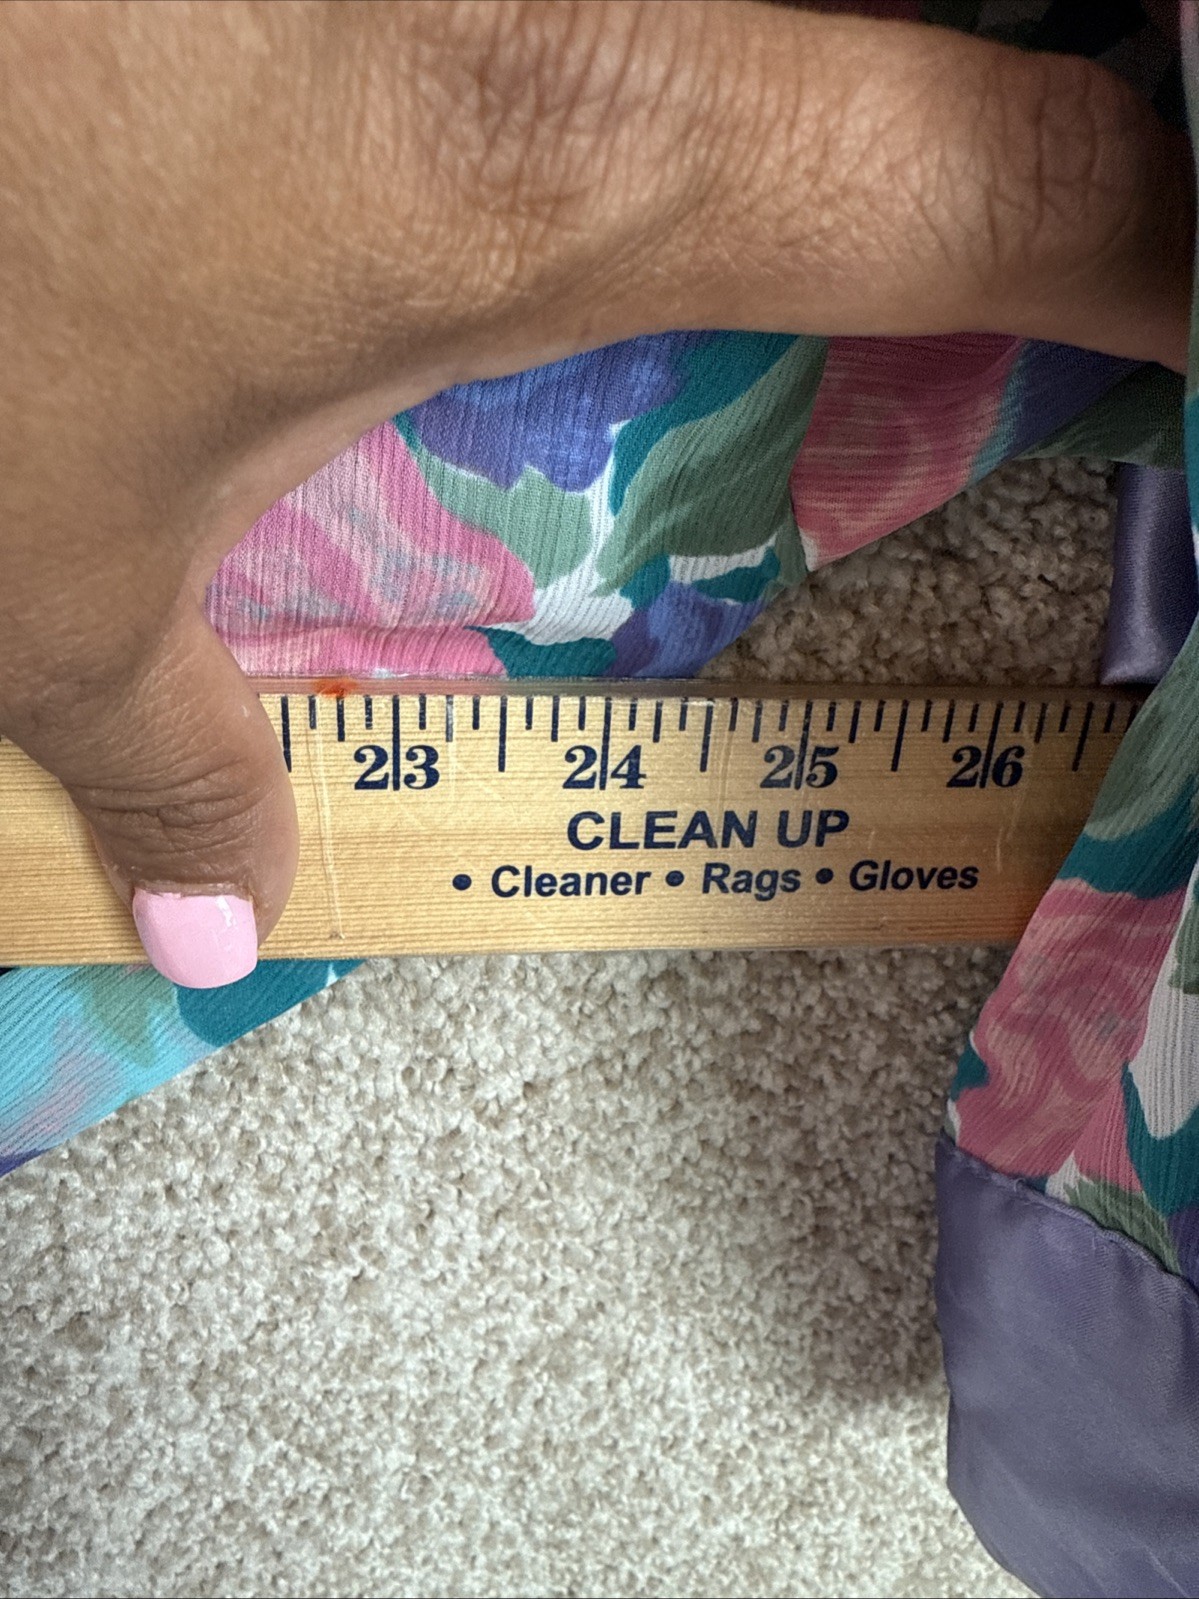 23 24 25 26
CLEAN UP
• Cleaner • Rags • Gloves